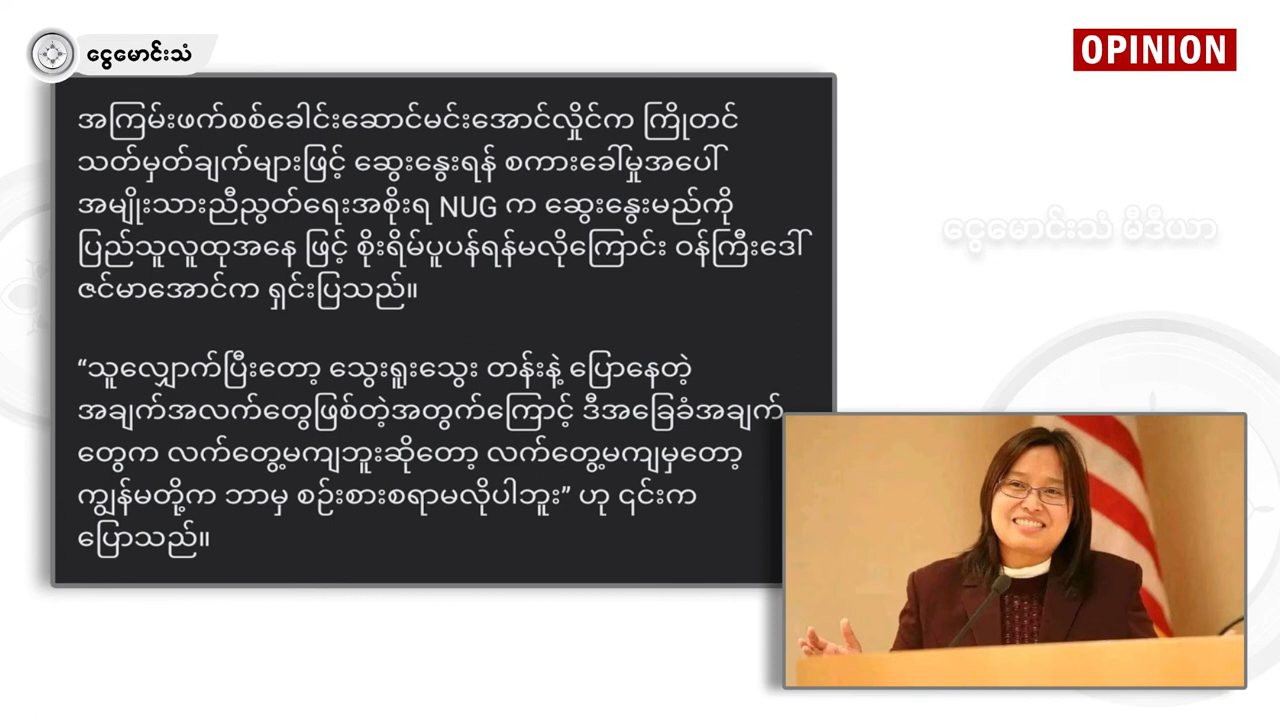 ငွေမောင်းသံ
OPINION
အကြမ်းဖက်စစ်ခေါင်းဆောင်မင်းအောင်လှိုင်က ကြိုတင်
သတ်မှတ်ချက်များဖြင့် ဆွေးနွေးရန် စကားခေါ်မှုအပေါ်
အမျိုးသားညီညွတ်ရေးအစိုးရ NUG က ဆွေးနွေးမည်ကို
ပြည်သူလူထုအနေ ဖြင့် စိုးရိမ်ပူပန်ရန်မလိုကြောင်း ဝန်ကြီးဒေါ်
ဇင်မာအောင်က ရှင်းပြသည်။
“သူလျှောက်ပြီးတော့ သွေးရူးသွေး တန်းနဲ့ ပြောနေတဲ့
အချက်အလက်တွေဖြစ်တဲ့အတွက်ကြောင့် ဒီအခြေခံအချက်
တွေက လက်တွေ့မကျဘူးဆိုတော့ လက်တွေ့မကျမှတော့
ကျွန်မတို့က ဘာမှ စဉ်းစားစရာမလိုပါဘူး” ဟု ၎င်းက
ပြောသည်။
ငွေမောင်းသံ မီဒီယာ